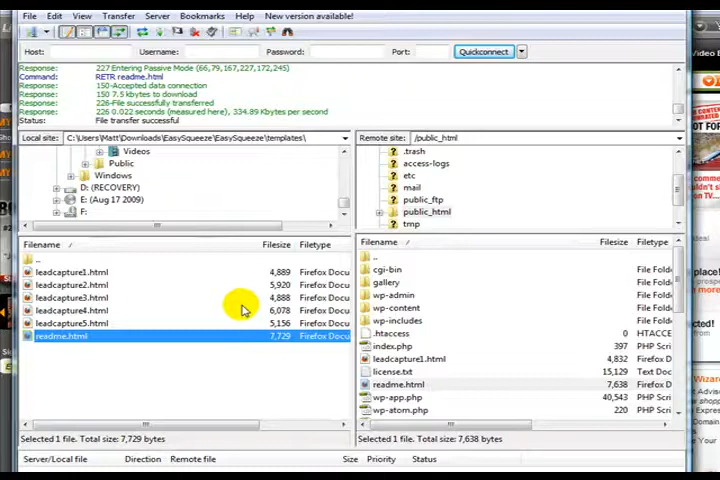 File Edit View Transfer Server Bookmarks Help New version available!
Host: Username: Password: Port: Quickconnect
Response: 227 Entering Passive Mode (66,79,167,227,172,245)
Command: RETR readme.html
Response: 150-Accepted data connection
Response: 150 7.5 kbytes to download
Response: 226-File successfully transferred
Response: 226 0.022 seconds (measured here), 334.89 Kbytes per second
Status: File transfer successful
Local site: C:\Users\Matt\Downloads\EasySqueeze\EasySqueeze\templates\
Videos
Public
Windows
D: (RECOVERY)
E: (Aug 17 2009)
F:
Filename Filesize Filetype
..
leadcapture1.html 4,889 Firefox Docu
leadcapture2.html 5,920 Firefox Docu
leadcapture3.html 4,888 Firefox Docu
leadcapture4.html 6,078 Firefox Docu
leadcapture5.html 5,156 Firefox Docu
readme.html 7,729 Firefox Docu
Selected 1 file. Total size: 7,729 bytes
Remote site: /public_html
.trash
access-logs
etc
mail
public_ftp
public_html
tmp
Filename Filesize Filetype
..
cgi-bin File Folde
gallery File Folde
wp-admin File Folde
wp-content File Folde
wp-includes File Folde
.htaccess 0 HTACCE
index.php 397 PHP Scri
leadcapture1.html 4,832 Firefox D
license.txt 15,129 Text Doc
readme.html 7,638 Firefox D
wp-app.php 40,543 PHP Scri
wp-atom.php 220 PHP Scri
Selected 1 file. Total size: 7,638 bytes
Server/Local file Direction Remote file Size Priority Status
Video E